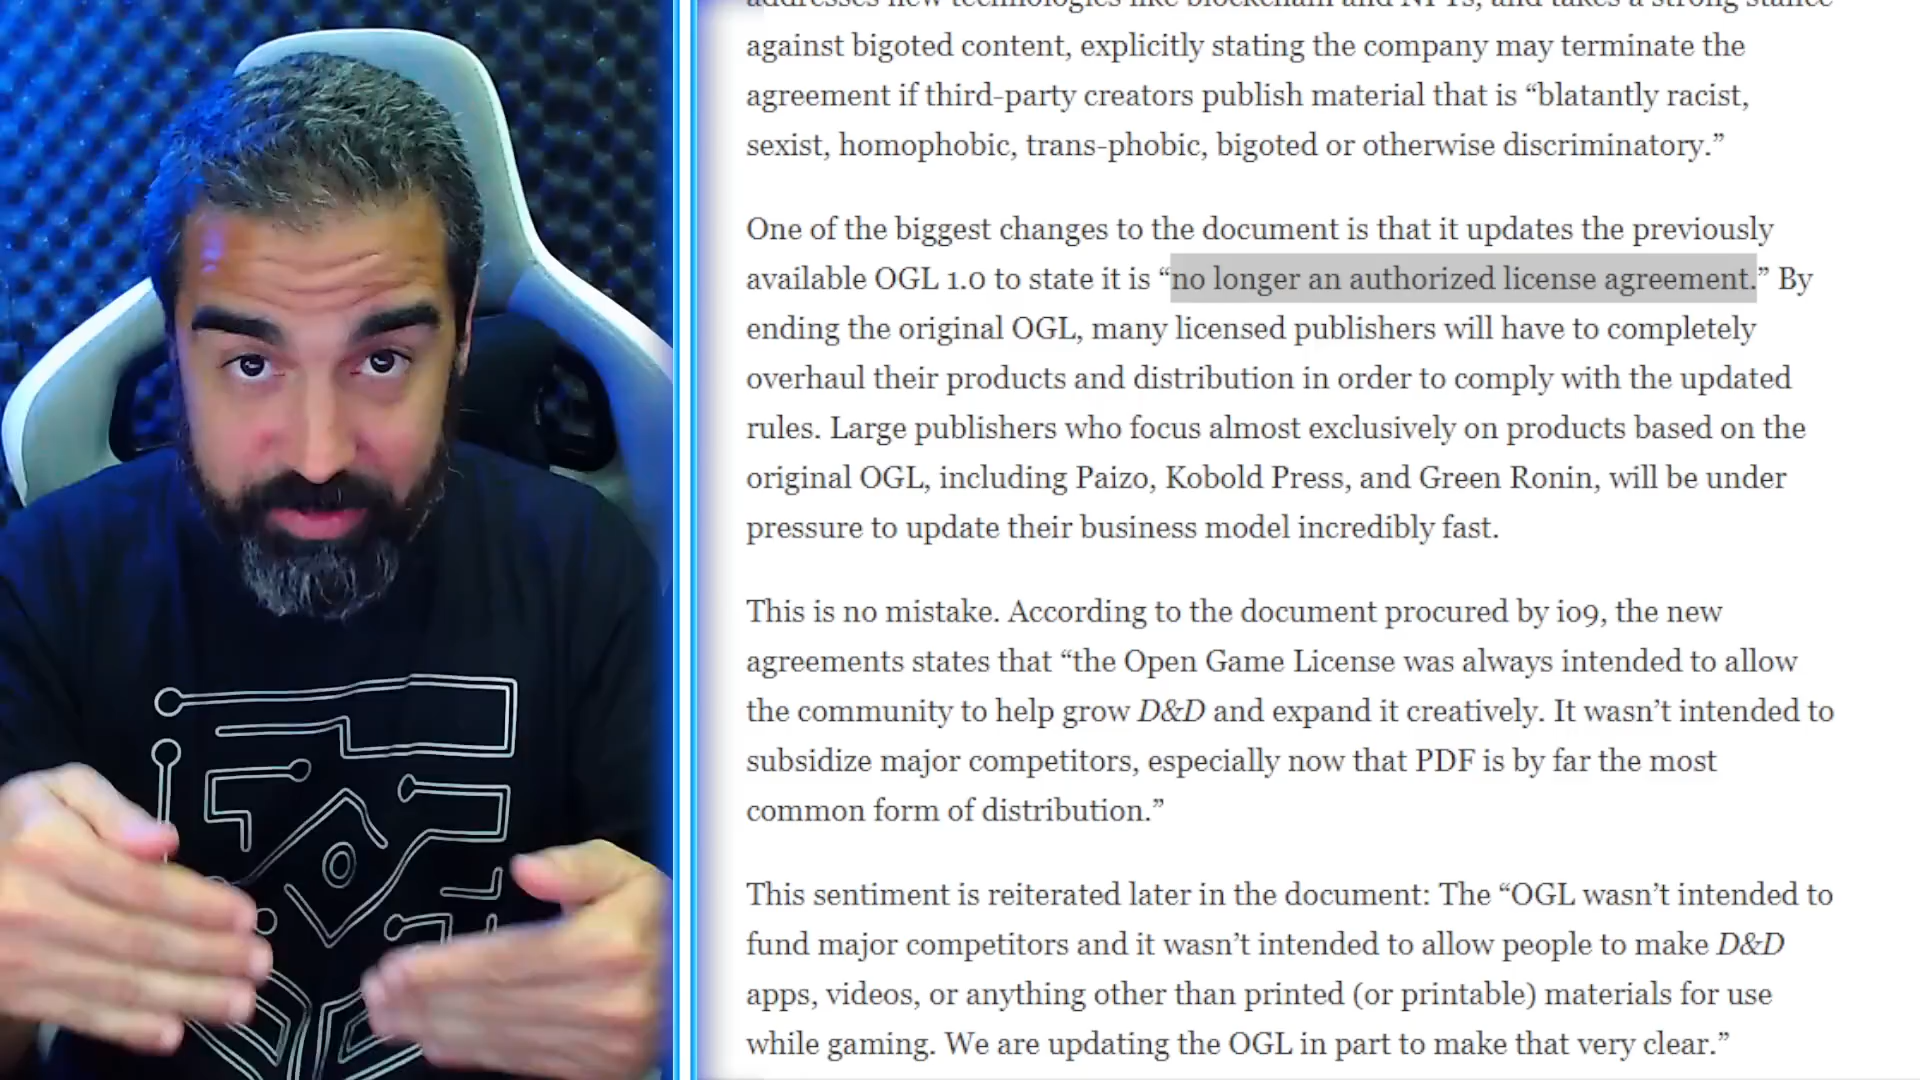 addresses new technologies like blockchain and NFTs, and takes a strong stance
against bigoted content, explicitly stating the company may terminate the
agreement if third-party creators publish material that is “blatantly racist,
sexist, homophobic, trans-phobic, bigoted or otherwise discriminatory.”
One of the biggest changes to the document is that it updates the previously
available OGL 1.0 to state it is “no longer an authorized license agreement.” By
ending the original OGL, many licensed publishers will have to completely
overhaul their products and distribution in order to comply with the updated
rules. Large publishers who focus almost exclusively on products based on the
original OGL, including Paizo, Kobold Press, and Green Ronin, will be under
pressure to update their business model incredibly fast.
This is no mistake. According to the document procured by io9, the new
agreements states that “the Open Game License was always intended to allow
the community to help grow D&D and expand it creatively. It wasn’t intended to
subsidize major competitors, especially now that PDF is by far the most
common form of distribution.”
This sentiment is reiterated later in the document: The “OGL wasn’t intended to
fund major competitors and it wasn’t intended to allow people to make D&D
apps, videos, or anything other than printed (or printable) materials for use
while gaming. We are updating the OGL in part to make that very clear.”